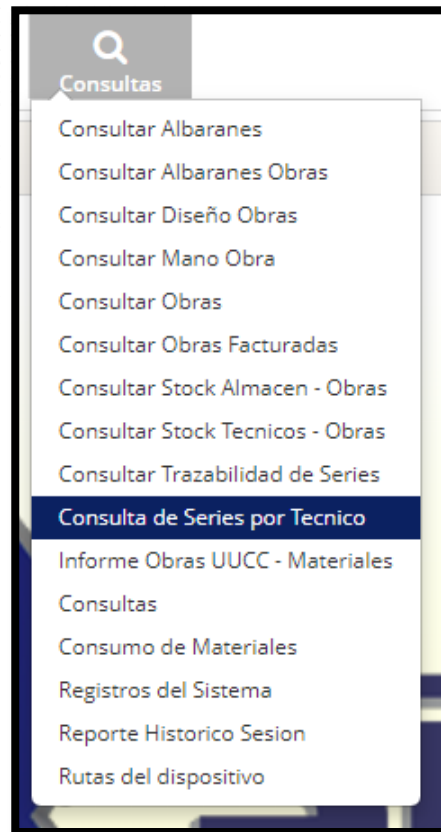 Consultas
Consultar Albaranes
Consultar Albaranes Obras
Consultar Diseño Obras
Consultar Mano Obra
Consultar Obras
Consultar Obras Facturadas
Consultar Stock Almacen - Obras
Consultar Stock Tecnicos - Obras
Consultar Trazabilidad de Series
Consulta de Series por Tecnico
Informe Obras UUCC - Materiales
Consultas
Consumo de Materiales
Registros del Sistema
Reporte Historico Sesion
Rutas del dispositivo